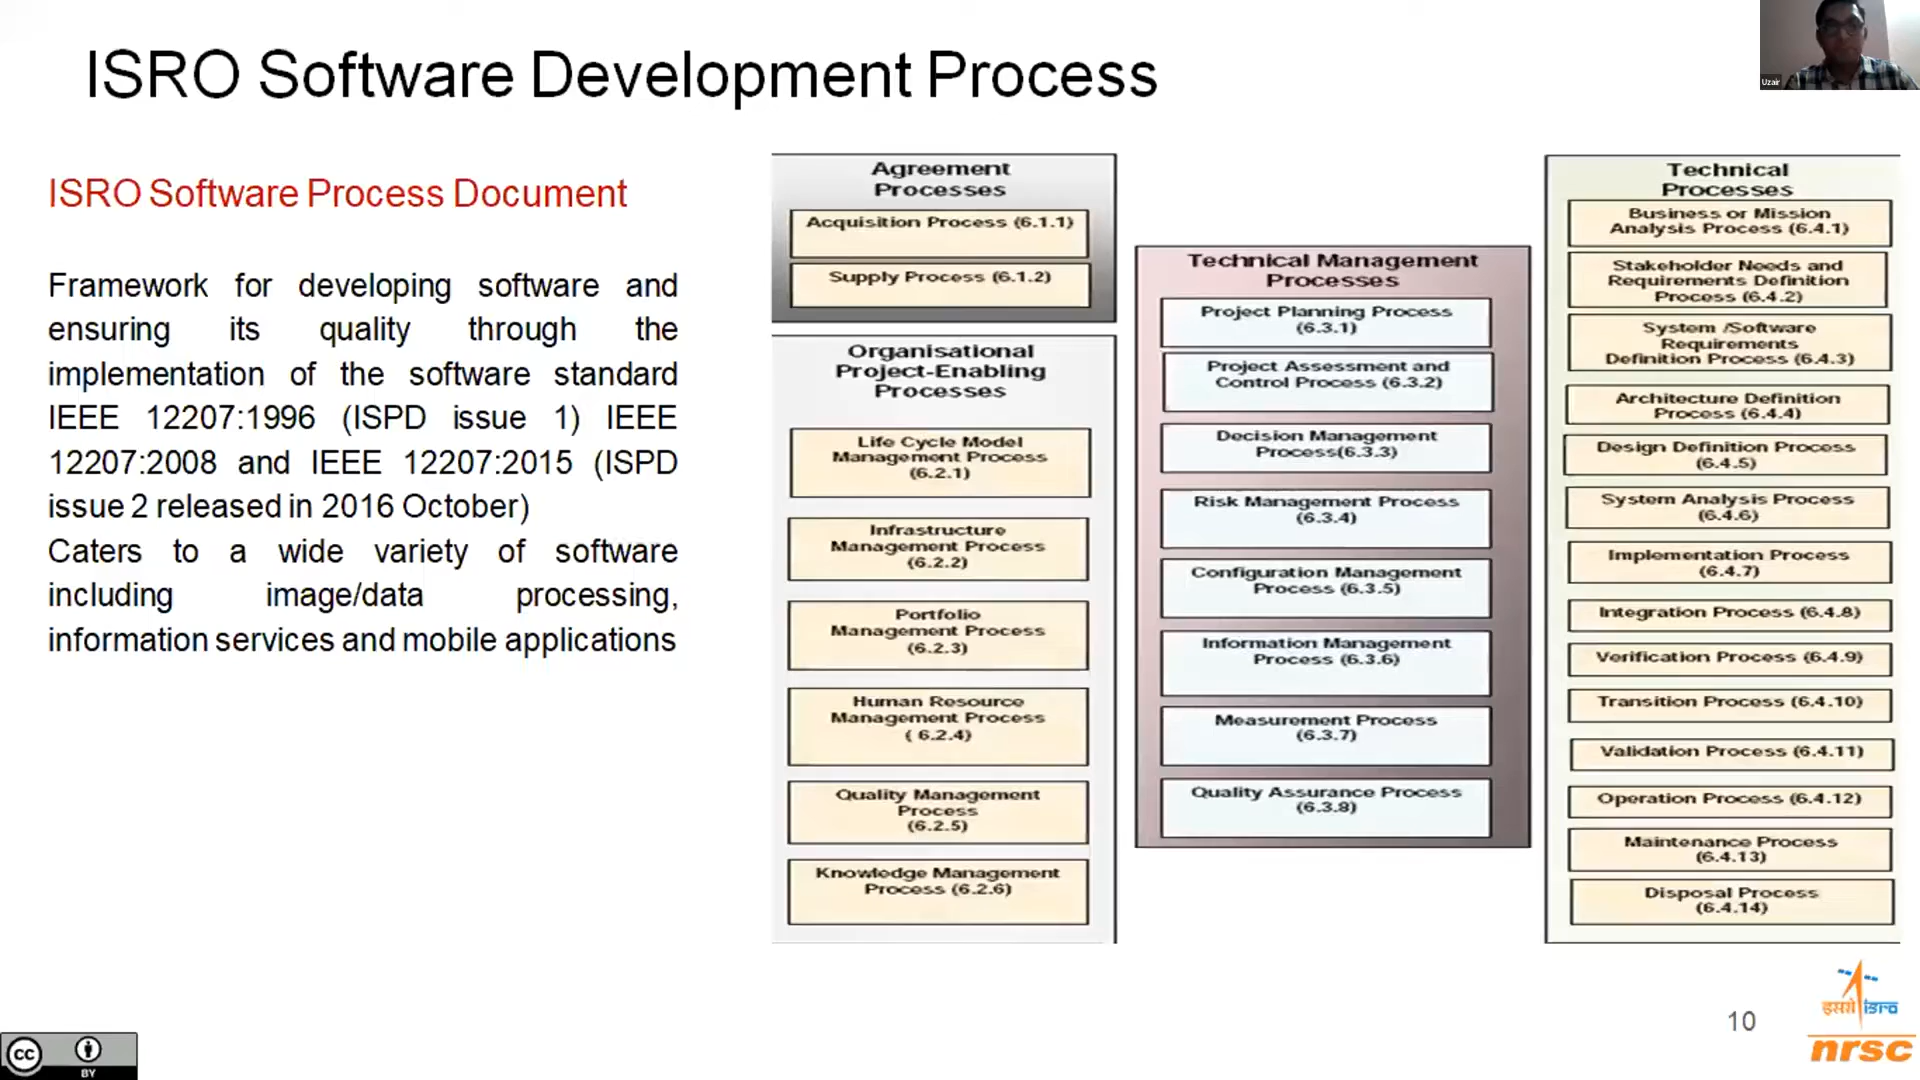 ISRO Software Development Process
Uzair
ISRO Software Process Document
Framework for developing software and
ensuring its quality through the
implementation of the software standard
IEEE 12207:1996 (ISPD issue 1) IEEE
12207:2008 and IEEE 12207:2015 (ISPD
issue 2 released in 2016 October)
Caters to a wide variety of software
including image/data processing,
information services and mobile applications
Agreement
Processes
Acquisition Process (6.1.1)
Supply Process (6.1.2)
Organisational
Project-Enabling
Processes
Life Cycle Model
Management Process
(6.2.1)
Infrastructure
Management Process
(6.2.2)
Portfolio
Management Process
(6.2.3)
Human Resource
Management Process
( 6.2.4)
Quality Management
Process
(6.2.5)
Knowledge Management
Process (6.2.6)
Technical Management
Processes
Project Planning Process
(6.3.1)
Project Assessment and
Control Process (6.3.2)
Decision Management
Process(6.3.3)
Risk Management Process
(6.3.4)
Configuration Management
Process (6.3.5)
Information Management
Process (6.3.6)
Measurement Process
(6.3.7)
Quality Assurance Process
(6.3.8)
Technical
Processes
Business or Mission
Analysis Process (6.4.1)
Stakeholder Needs and
Requirements Definition
Process (6.4.2)
System /Software
Requirements
Definition Process (6.4.3)
Architecture Definition
Process (6.4.4)
Design Definition Process
(6.4.5)
System Analysis Process
(6.4.6)
Implementation Process
(6.4.7)
Integration Process (6.4.8)
Verification Process (6.4.9)
Transition Process (6.4.10)
Validation Process (6.4.11)
Operation Process (6.4.12)
Maintenance Process
(6.4.13)
Disposal Process
(6.4.14)
10
इसरो isro
nrsc
cc
BY